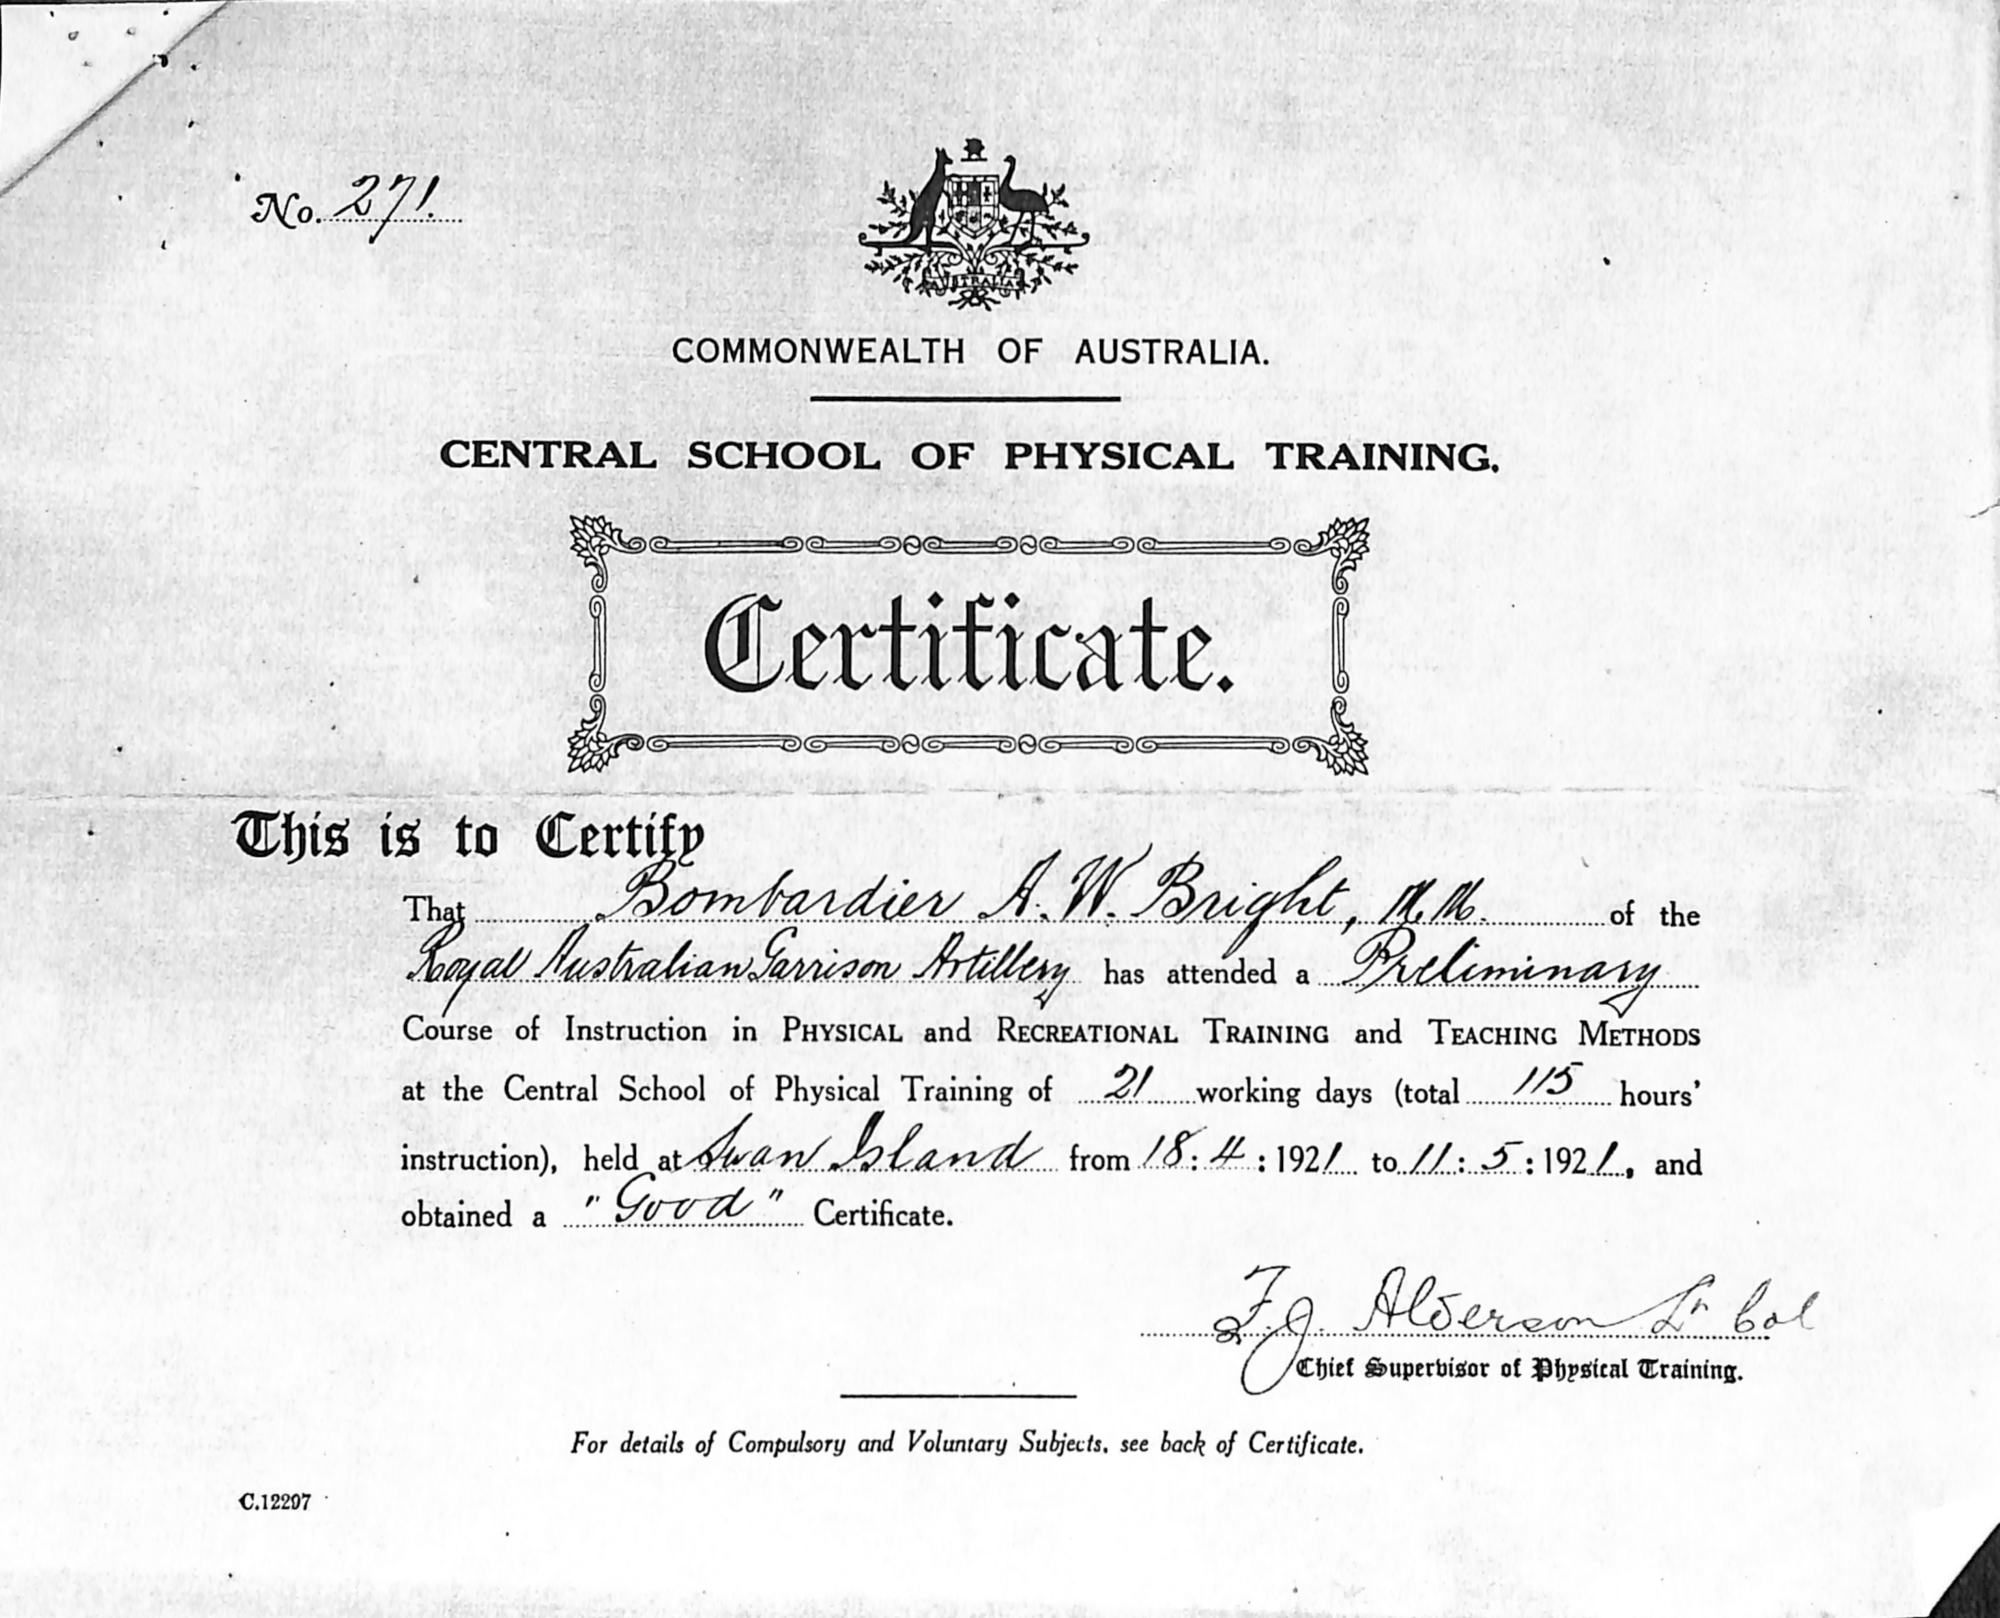 No. 271.
AUSTRALIA
COMMONWEALTH OF AUSTRALIA.
CENTRAL SCHOOL OF PHYSICAL TRAINING.
Certificate.
This is to Certify
That Bombardier A. W. Bright, M.M. of the
Royal Australian Garrison Artillery has attended a Preliminary
Course of Instruction in PHYSICAL and RECREATIONAL TRAINING and TEACHING METHODS
at the Central School of Physical Training of 21 working days (total 115 hours'
instruction), held at Swan Island from 18 : 4 : 1921 to 11 : 5 : 1921, and
obtained a "Good" Certificate.
F. J. Alderson Lt Col
Chief Supervisor of Physical Training.
For details of Compulsory and Voluntary Subjects, see back of Certificate.
C.12297